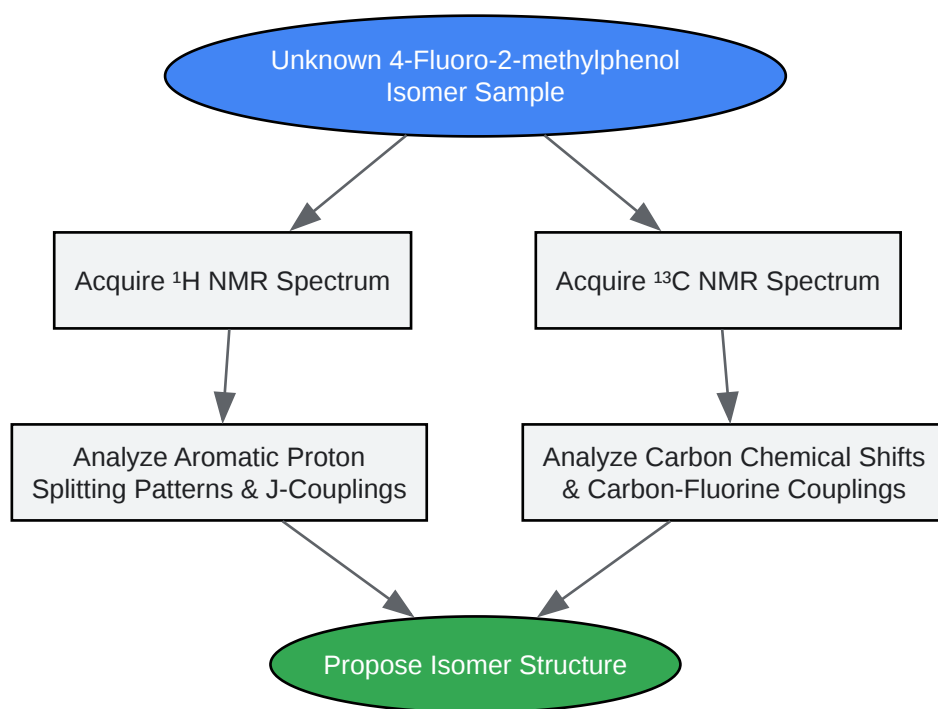 Unknown 4-Fluoro-2-methylphenol
Isomer Sample
Acquire ¹H NMR Spectrum
Acquire ¹³C NMR Spectrum
Analyze Aromatic Proton
Splitting Patterns & J-Couplings
Analyze Carbon Chemical Shifts
& Carbon-Fluorine Couplings
Propose Isomer Structure